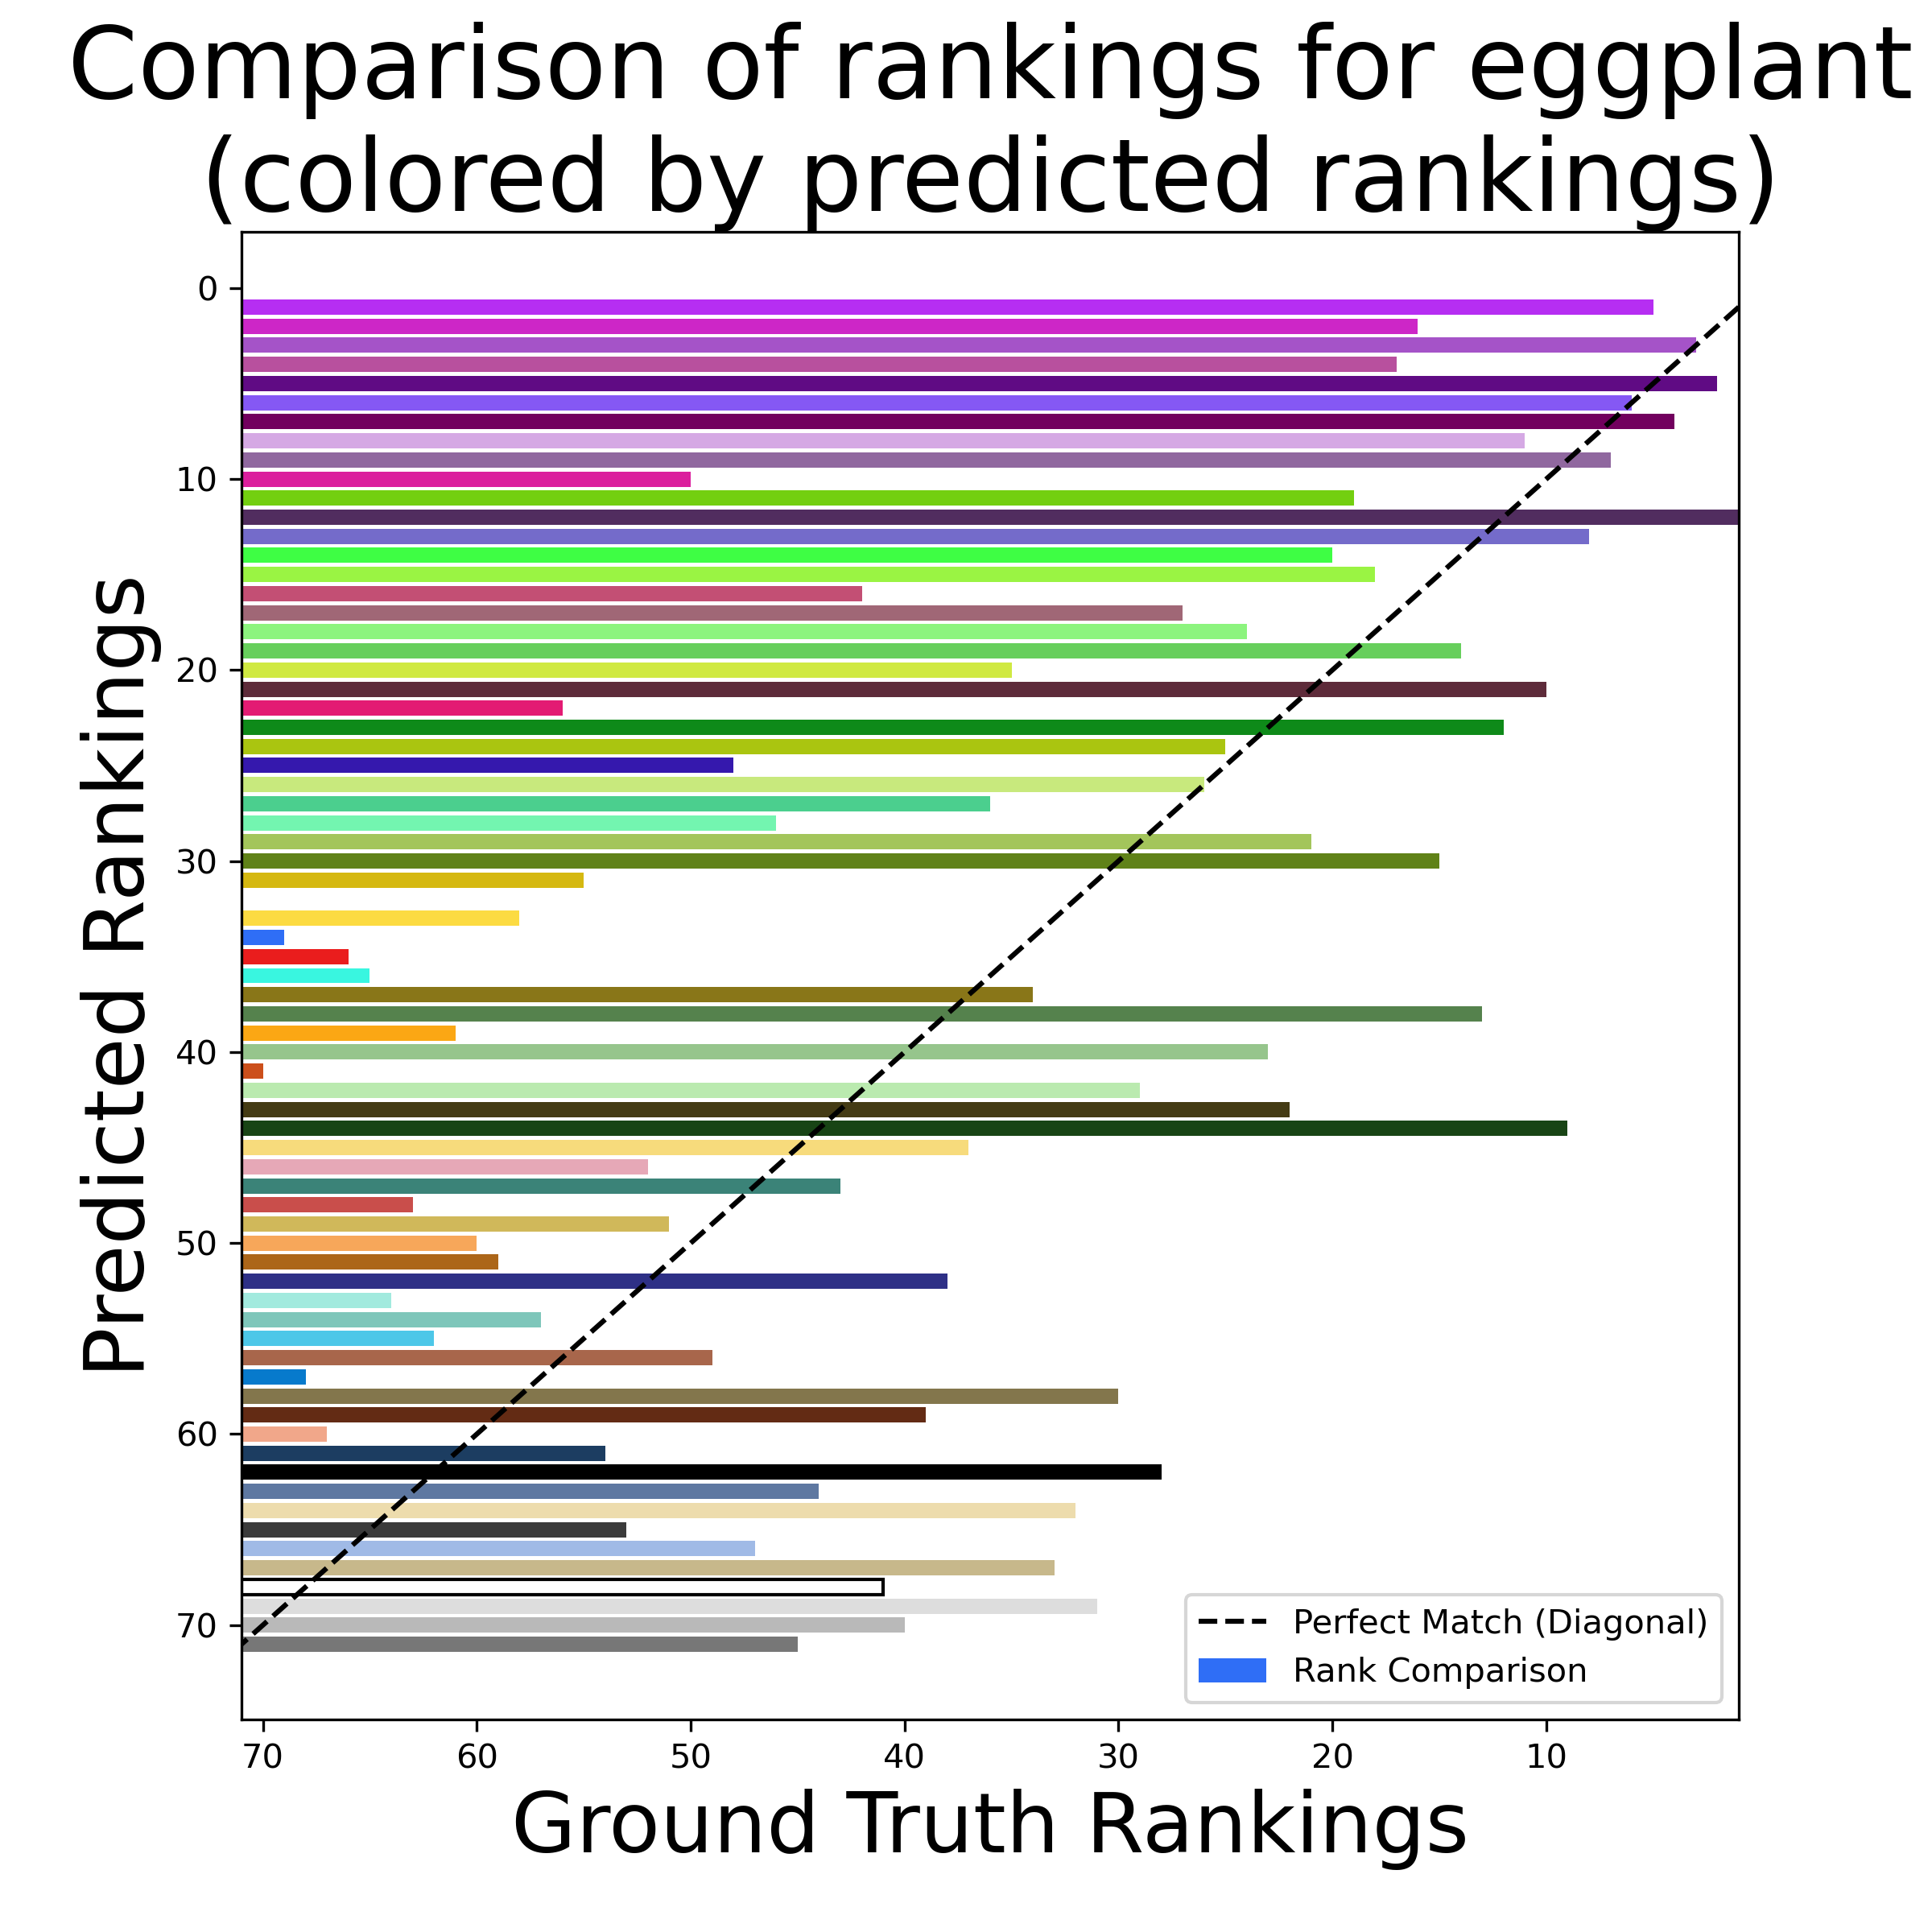 Comparison of rankings for eggplant
(colored by predicted rankings)
Predicted Rankings
0
10
20
30
40
50
60
70
Perfect Match (Diagonal)
Rank Comparison
70 60 50 40 30 20 10
Ground Truth Rankings